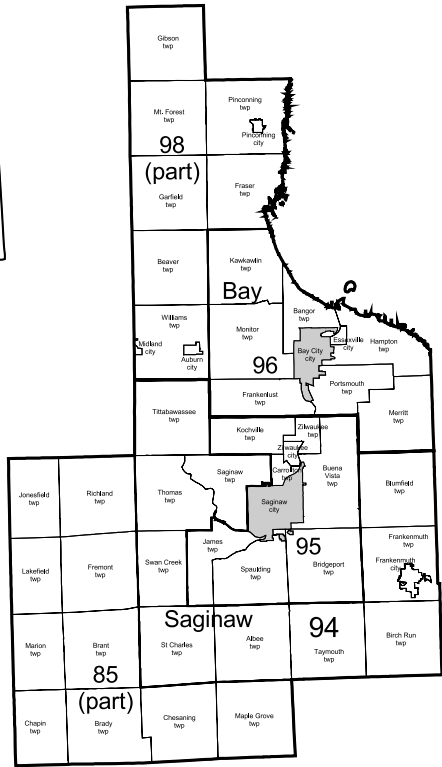 Gibson
twp
Mt. Forest
twp
Pinconning
twp
Pinconning
city
98
(part)
Garfield
twp
Fraser
twp
Beaver
twp
Kawkawlin
twp
Bay
Williams
twp
Midland
city
Auburn
city
Monitor
twp
96
Bangor
twp
Bay City
city
Essexville
city
Hampton
twp
Portsmouth
twp
Frankenlust
twp
Merritt
twp
Tittabawassee
twp
Kochville
twp
Zilwaukee
twp
Zilwaukee
city
Carrollton
twp
Saginaw
twp
Buena
Vista
twp
Blumfield
twp
Jonesfield
twp
Richland
twp
Thomas
twp
Saginaw
city
Lakefield
twp
Fremont
twp
Swan Creek
twp
James
twp
Spaulding
twp
95
Bridgeport
twp
Frankenmuth
twp
Frankenmuth
city
Saginaw
Marion
twp
Brant
twp
85
(part)
St Charles
twp
Albee
twp
94
Taymouth
twp
Birch Run
twp
Chapin
twp
Brady
twp
Chesaning
twp
Maple Grove
twp